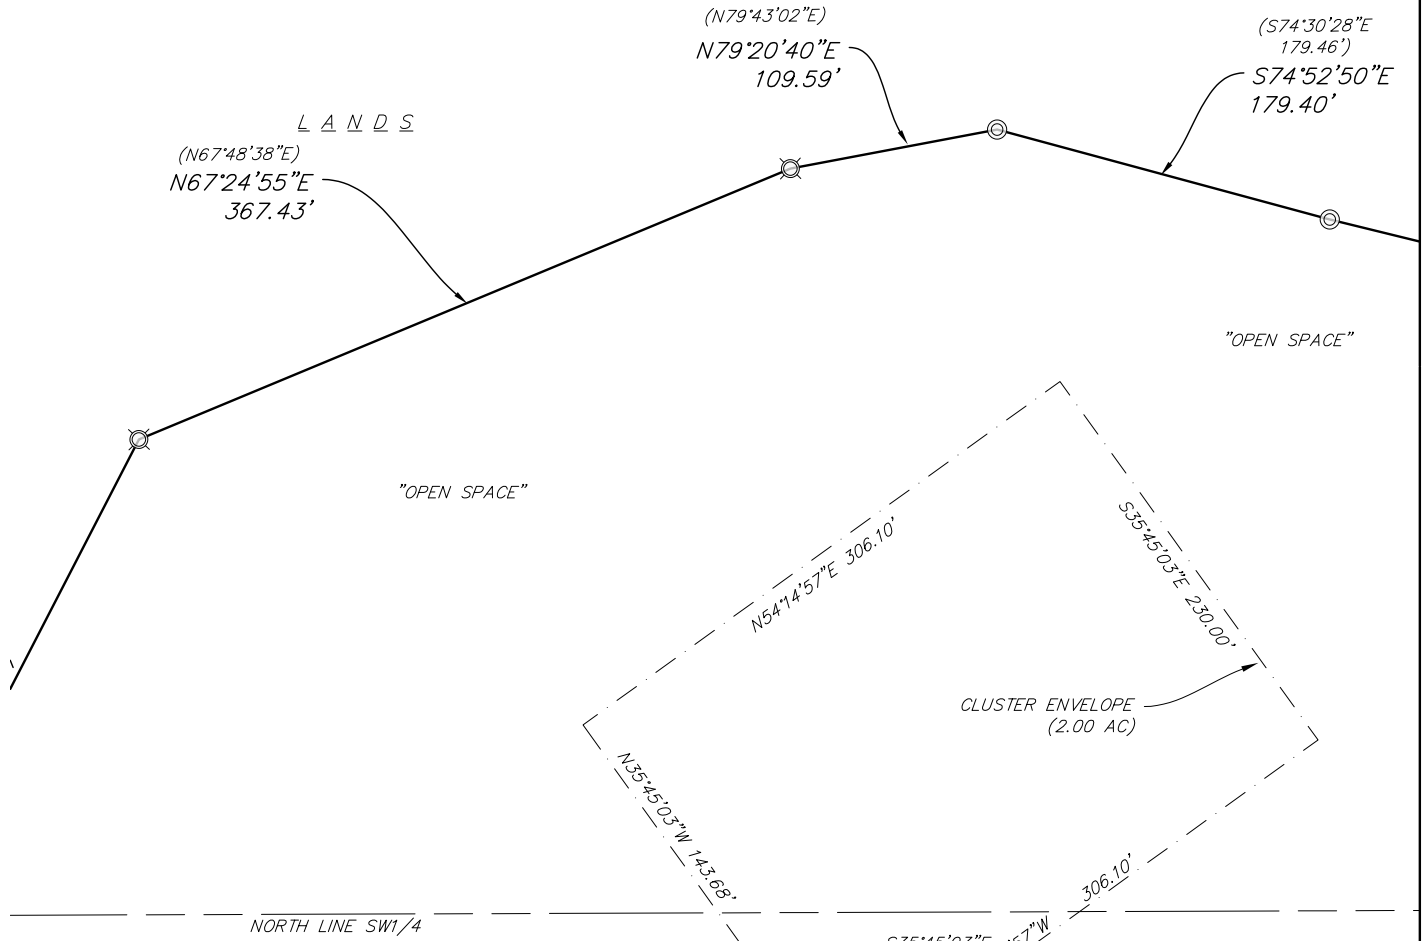 (N79°43'02"E)
N79°20'40"E
109.59'
(S74°30'28"E
179.46')
S74°52'50"E
179.40'
L A N D S
(N67°48'38"E)
N67°24'55"E
367.43'
"OPEN SPACE"
"OPEN SPACE"
N54°14'57"E 306.10'
S35°45'03"E 230.00'
CLUSTER ENVELOPE
(2.00 AC)
N35°45'03"W 143.68'
306.10'
NORTH LINE SW1/4